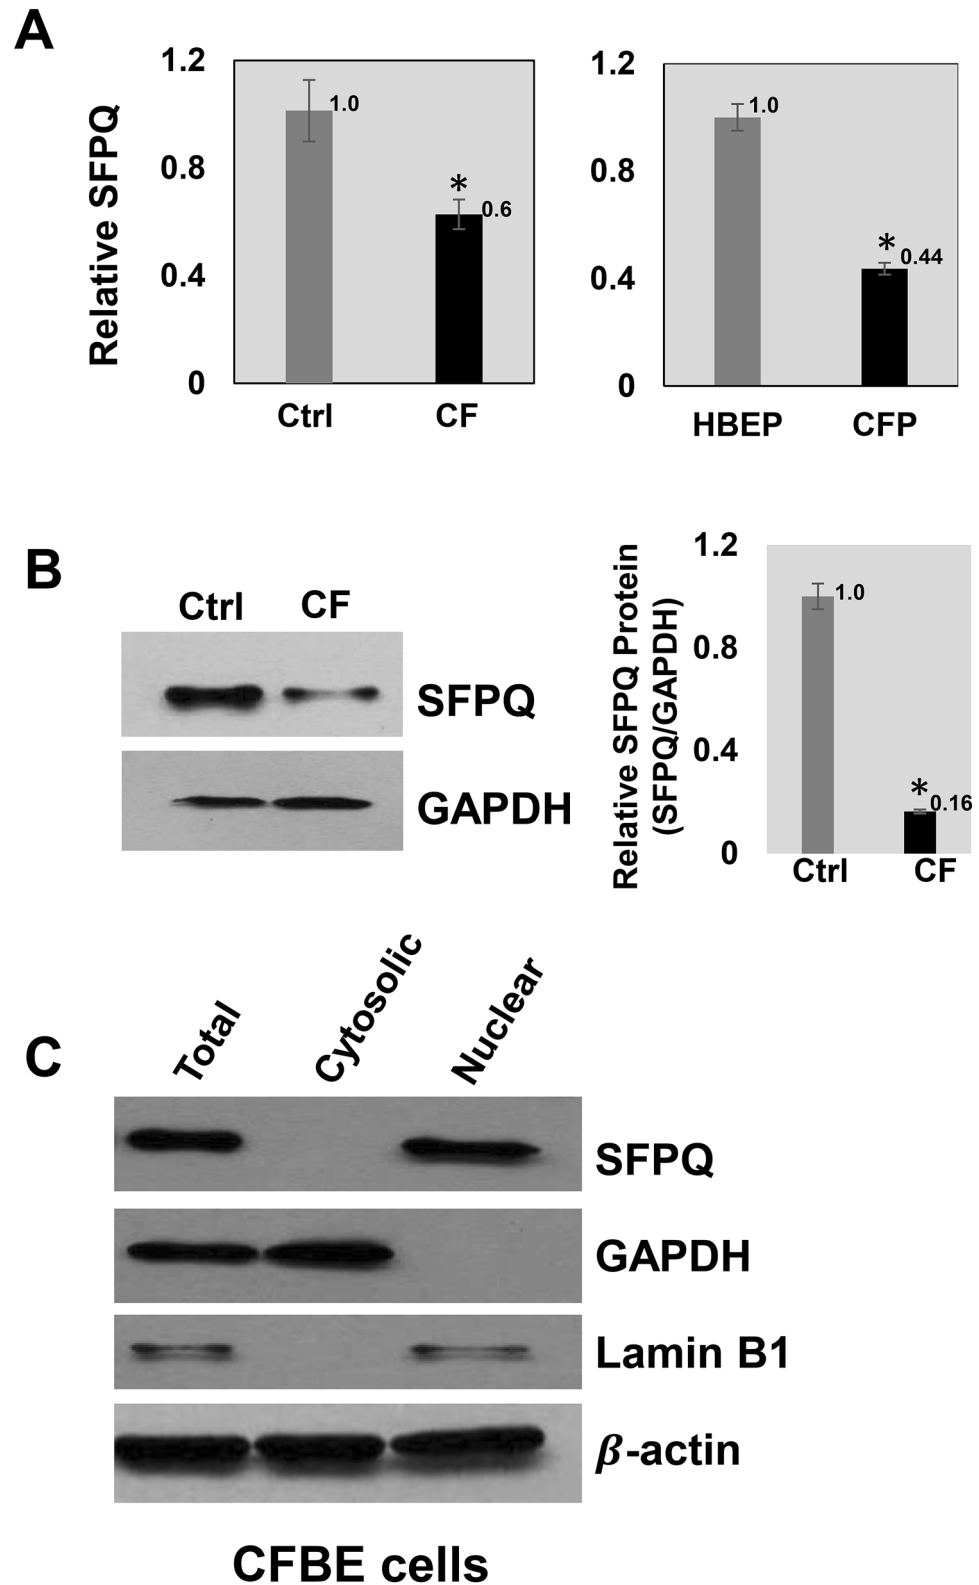 A
Relative SFPQ
1.2
0.8
0.4
0
1.0
*
0.6
Ctrl
CF
1.2
0.8
0.4
0
1.0
*
0.44
HBEP
CFP
B
Ctrl
CF
SFPQ
GAPDH
Relative SFPQ Protein
(SFPQ/GAPDH)
1.2
0.8
0.4
0
1.0
*
0.16
Ctrl
CF
C
Total
Cytosolic
Nuclear
SFPQ
GAPDH
Lamin B1
β-actin
CFBE cells